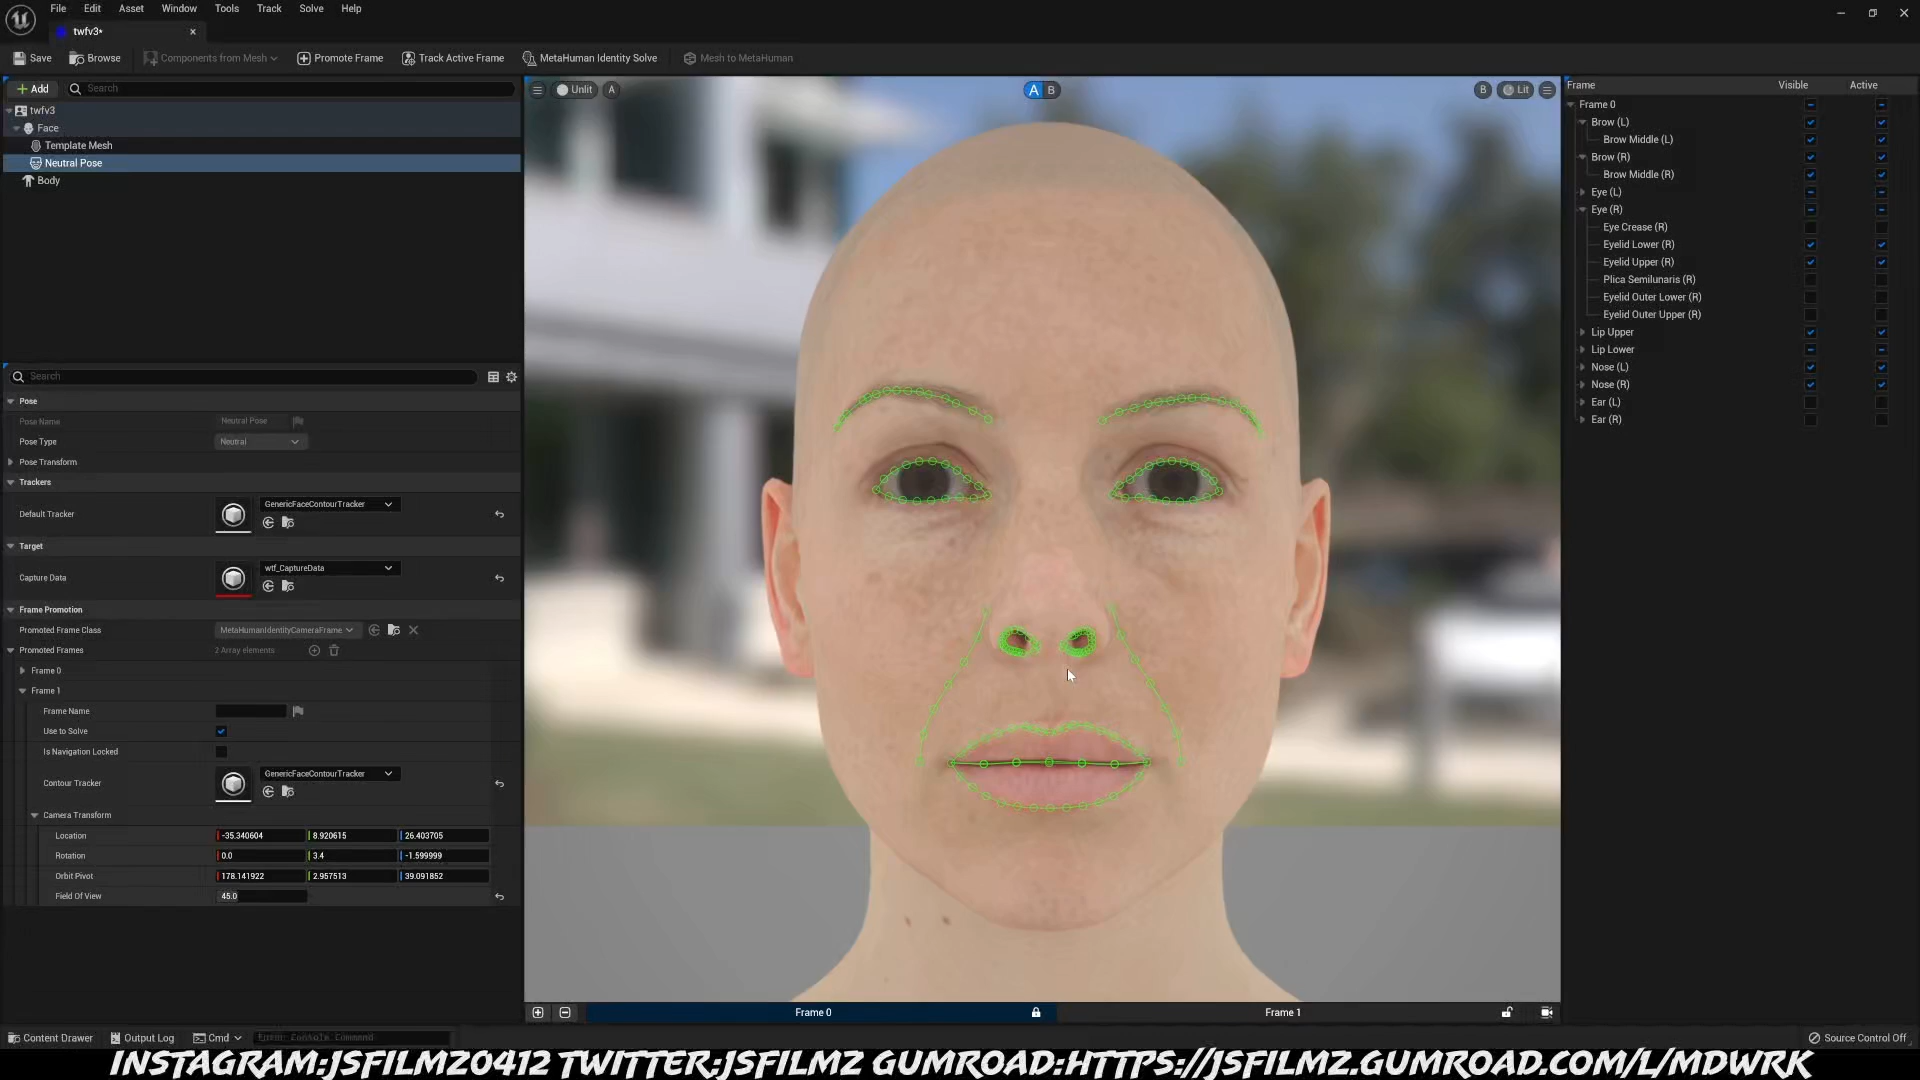 File Edit Asset Window Tools Track Solve Help
twfv3*
Save Browse Components from Mesh Promote Frame Track Active Frame MetaHuman Identity Solve Mesh to MetaHuman
Add Search
twfv3
Face
Template Mesh
Neutral Pose
Body
Search
Pose
Pose Name Neutral Pose
Pose Type Neutral
Pose Transform
Trackers
Default Tracker GenericFaceContourTracker
Target
Capture Data wtf_CaptureData
Frame Promotion
Promoted Frame Class MetaHumanIdentityCameraFrame
Promoted Frames 2 Array elements
Frame 0
Frame 1
Frame Name
Use to Solve
Is Navigation Locked
Contour Tracker GenericFaceContourTracker
Camera Transform
Location -35.340604 8.920615 26.403705
Rotation 0.0 3.4 -1.599999
Orbit Pivot 178.141922 2.957513 39.091852
Field Of View 45.0
Unlit A A B B Lit
Frame 0 Frame 1
Frame Visible Active
Frame 0
Brow (L)
Brow Middle (L)
Brow (R)
Brow Middle (R)
Eye (L)
Eye (R)
Eye Crease (R)
Eyelid Lower (R)
Eyelid Upper (R)
Plica Semilunaris (R)
Eyelid Outer Lower (R)
Eyelid Outer Upper (R)
Lip Upper
Lip Lower
Nose (L)
Nose (R)
Ear (L)
Ear (R)
Content Drawer Output Log Cmd Enter Console Command Source Control Off
INSTAGRAM:JSFILMZ0412 TWITTER:JSFILMZ GUMROAD:HTTPS://JSFILMZ.GUMROAD.COM/L/MDWRK